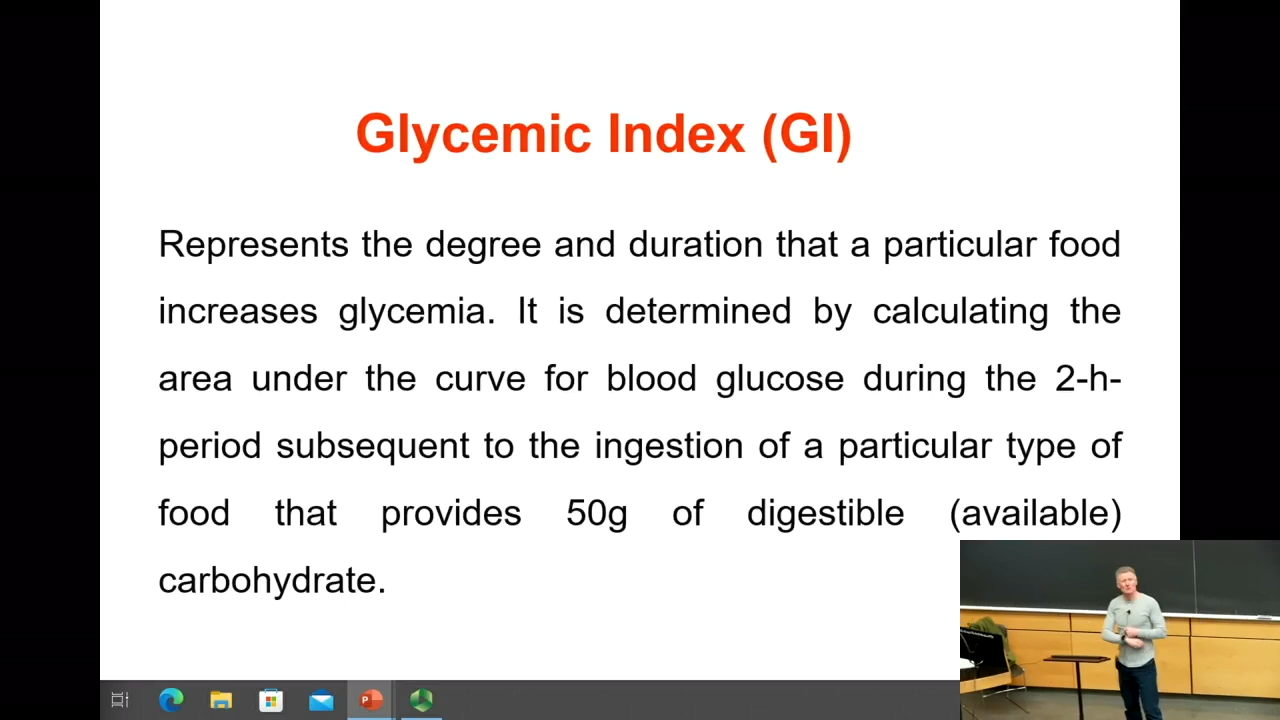 Glycemic Index (GI)
Represents the degree and duration that a particular food
increases glycemia. It is determined by calculating the
area under the curve for blood glucose during the 2-h-
period subsequent to the ingestion of a particular type of
food that provides 50g of digestible (available)
carbohydrate.